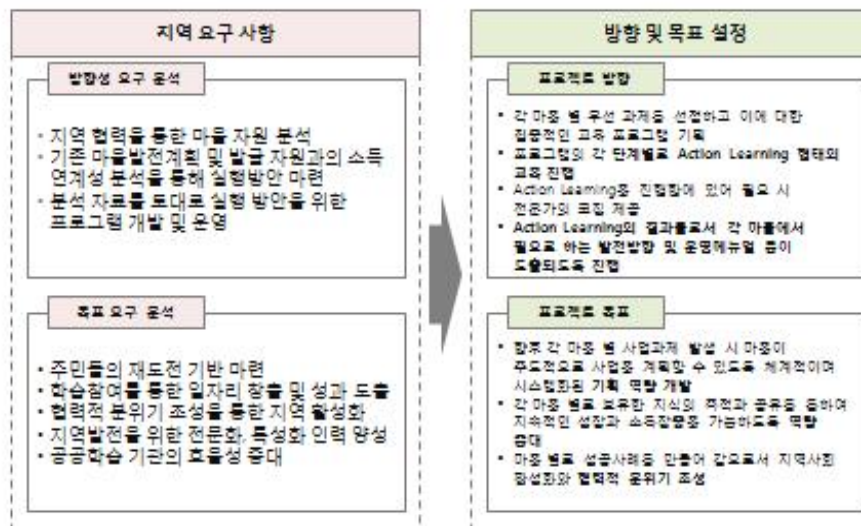 지역 요구 사항
방향성 요구 분석
지역 협력을 통한 마을 자원 분석
기존 마을발전계획 및 발굴 자원과의 소득
연계성 분석을 통해 실행방안 마련
분석 자료를 토대로 실행 방안을 위한
프로그램 개발 및 운영
목표 요구 분석
주민들의 재도전 기반 마련
학습참여를 통한 일자리 창출 및 성과 도출
협력적 분위기 조성을 통한 지역 활성화
지역발전을 위한 전문화, 특성화 인력 양성
공공학습 기관의 효율성 증대
방향 및 목표 설정
프로젝트 방향
각 마을 별 우선 과제를 선정하고 이에 대한
집중적인 교육 프로그램 기획
프로그램의 각 단계별로 Action Learning 형태의
교육 진행
Action Learning을 진행함에 있어 필요 시
전문가의 코칭 제공
Action Learning의 결과물로서 각 마을에서
필요로 하는 발전방향 및 운영메뉴얼 등이
도출되도록 진행
프로젝트 목표
향후 각 마을 별 사업과제 발생 시 마을이
주도적으로 사업을 계획할 수 있도록 체계적이며
시스템화된 기획 역량 개발
각 마을 별로 보유한 지식의 축적과 공유를 통하여
지속적인 성장과 소득창출을 가능하도록 역량
증대
마을 별로 성공사례를 만들어 감으로서 지역사회
활성화와 협력적 분위기 조성